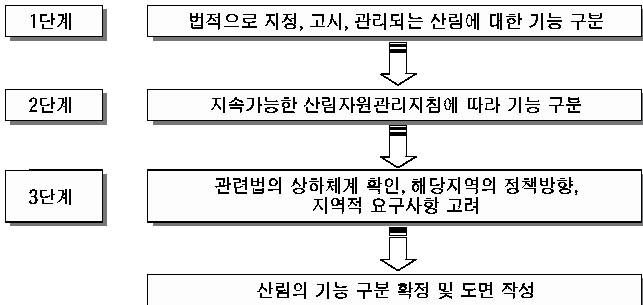 1단계
법적으로 지정, 고시, 관리되는 산림에 대한 기능 구분
2단계
지속가능한 산림자원관리지침에 따라 기능 구분
3단계
관련법의 상하체계 확인, 해당지역의 정책방향,
지역적 요구사항 고려
산림의 기능 구분 확정 및 도면 작성